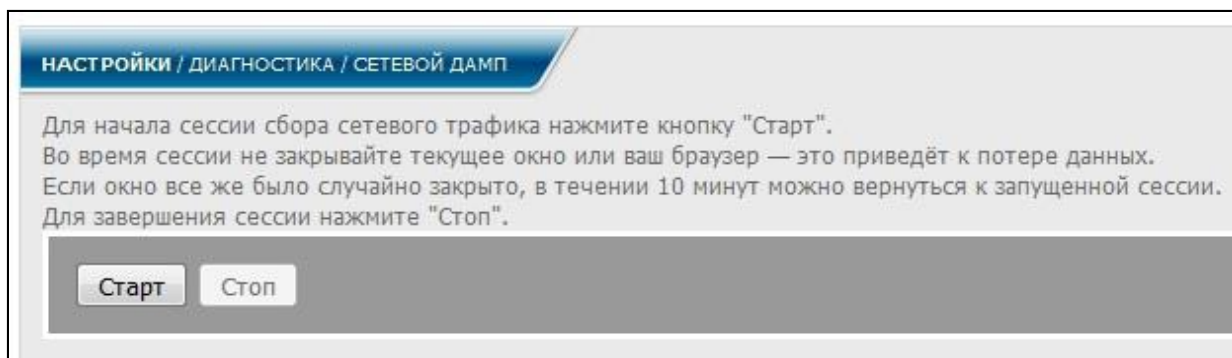 НАСТРОЙКИ / ДИАГНОСТИКА / СЕТЕВОЙ ДАМП
Для начала сессии сбора сетевого трафика нажмите кнопку "Старт".
Во время сессии не закрывайте текущее окно или ваш браузер — это приведёт к потере данных.
Если окно все же было случайно закрыто, в течении 10 минут можно вернуться к запущенной сессии.
Для завершения сессии нажмите "Стоп".
Старт Стоп